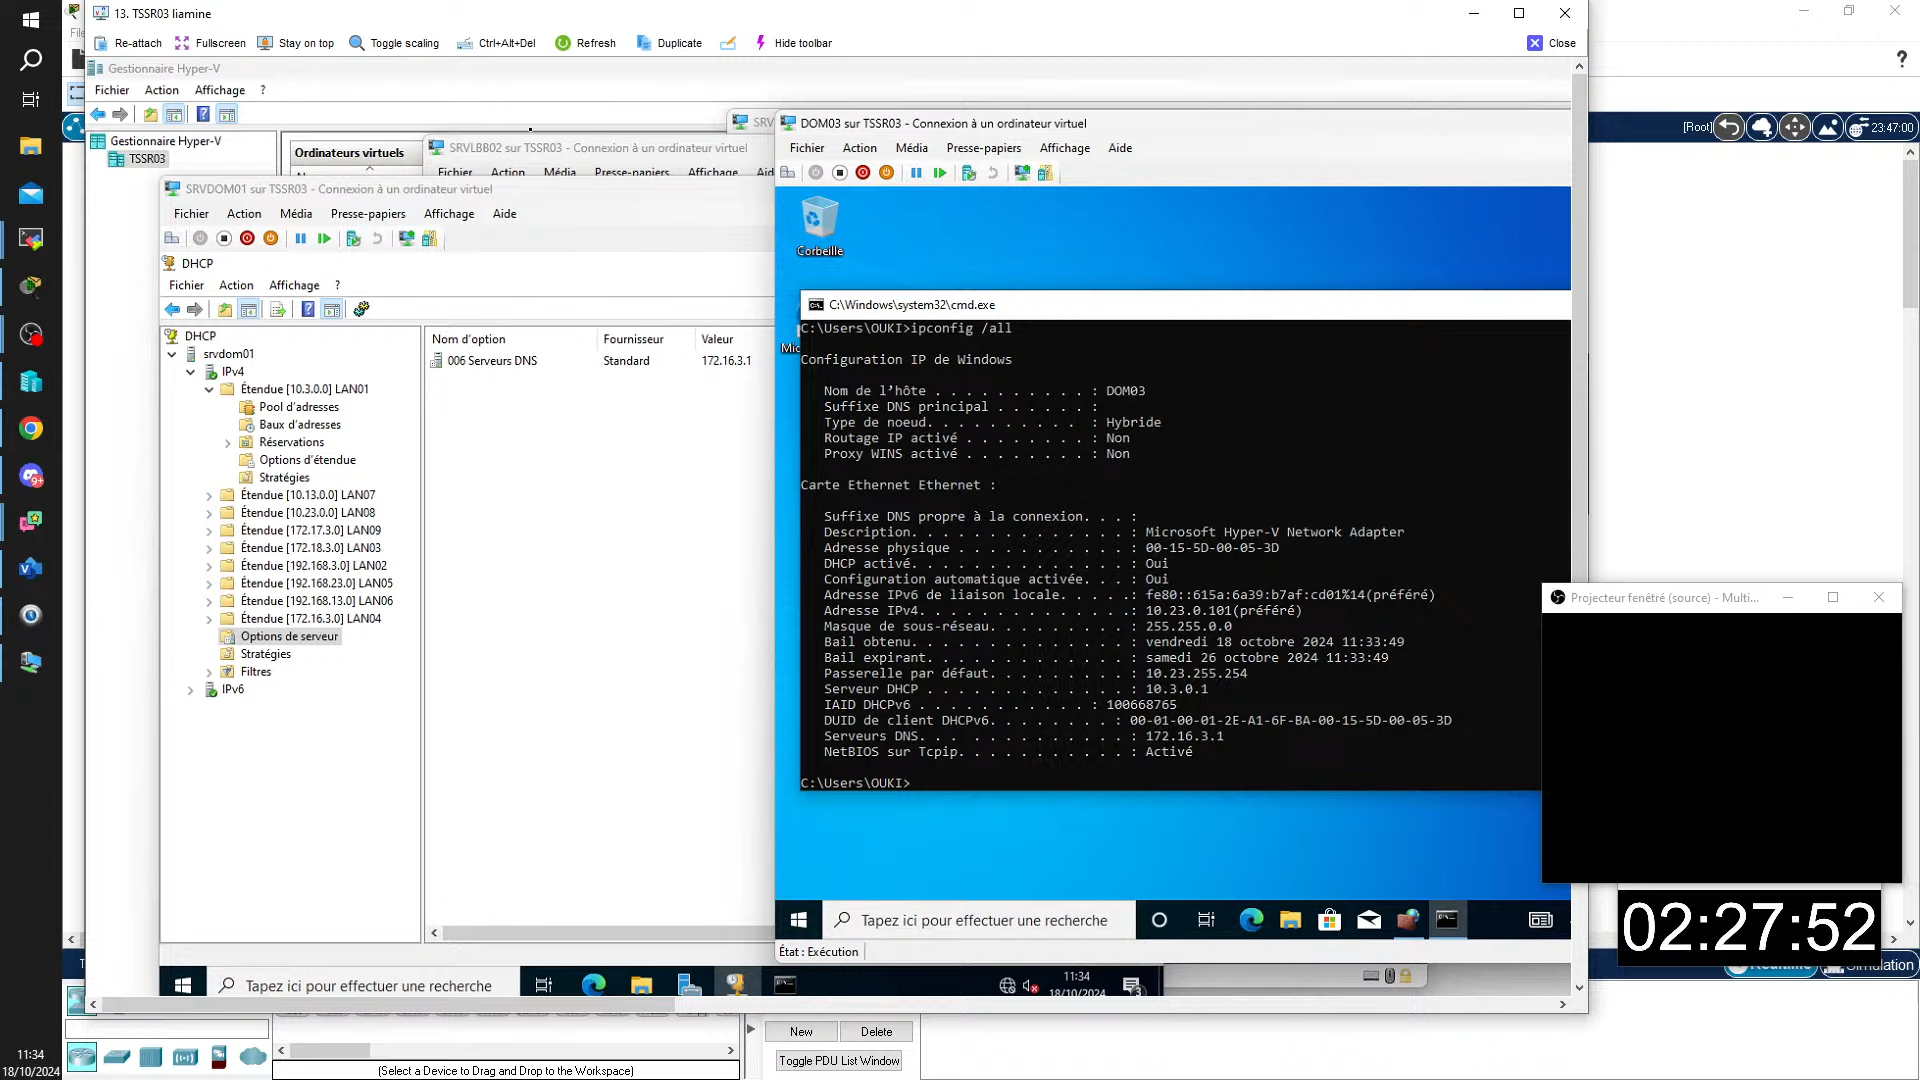 13. TSSR03 liamine
Re-attach Fullscreen Stay on top Toggle scaling Ctrl+Alt+Del Refresh Duplicate Hide toolbar Close
Gestionnaire Hyper-V
Fichier Action Affichage ?
Gestionnaire Hyper-V
TSSR03
Ordinateurs virtuels
SRVLBB02 sur TSSR03 - Connexion à un ordinateur virtuel
Fichier Action Média Presse-papiers Affichage
SRVDOM01 sur TSSR03 - Connexion à un ordinateur virtuel
Fichier Action Média Presse-papiers Affichage Aide
DHCP
Fichier Action Affichage ?
DHCP
srvdom01
IPv4
Étendue [10.3.0.0] LAN01
Pool d'adresses
Baux d'adresses
Réservations
Options d'étendue
Stratégies
Étendue [10.13.0.0] LAN07
Étendue [10.23.0.0] LAN08
Étendue [172.17.3.0] LAN09
Étendue [172.18.3.0] LAN03
Étendue [192.168.3.0] LAN02
Étendue [192.168.23.0] LAN05
Étendue [192.168.13.0] LAN06
Étendue [172.16.3.0] LAN04
Options de serveur
Stratégies
Filtres
IPv6
Nom d'option Fournisseur Valeur
006 Serveurs DNS Standard 172.16.3.1
Tapez ici pour effectuer une recherche
11:34
18/10/2024
3
DOM03 sur TSSR03 - Connexion à un ordinateur virtuel
Fichier Action Média Presse-papiers Affichage Aide
Corbeille
C:\Windows\system32\cmd.exe
C:\Users\OUKI>ipconfig /all
Configuration IP de Windows
Nom de l’hôte . . . . . . . . . . : DOM03
Suffixe DNS principal . . . . . . :
Type de noeud. . . . . . . . . . : Hybride
Routage IP activé . . . . . . . . : Non
Proxy WINS activé . . . . . . . . : Non
Carte Ethernet Ethernet :
Suffixe DNS propre à la connexion. . . :
Description. . . . . . . . . . . . . . : Microsoft Hyper-V Network Adapter
Adresse physique . . . . . . . . . . . : 00-15-5D-00-05-3D
DHCP activé. . . . . . . . . . . . . . : Oui
Configuration automatique activée. . . : Oui
Adresse IPv6 de liaison locale. . . . .: fe80::615a:6a39:b7af:cd01%14(préféré)
Adresse IPv4. . . . . . . . . . . . . .: 10.23.0.101(préféré)
Masque de sous-réseau. . . . . . . . . : 255.255.0.0
Bail obtenu. . . . . . . . . . . . . . : vendredi 18 octobre 2024 11:33:49
Bail expirant. . . . . . . . . . . . . : samedi 26 octobre 2024 11:33:49
Passerelle par défaut. . . . . . . . . : 10.23.255.254
Serveur DHCP . . . . . . . . . . . . . : 10.3.0.1
IAID DHCPv6 . . . . . . . . . . . : 100668765
DUID de client DHCPv6. . . . . . . . : 00-01-00-01-2E-A1-6F-BA-00-15-5D-00-05-3D
Serveurs DNS. . . . . . . . . . . . . : 172.16.3.1
NetBIOS sur Tcpip. . . . . . . . . . . : Activé
C:\Users\OUKI>
Tapez ici pour effectuer une recherche
État : Exécution
[Root] 23:47:00
Projecteur fenêtré (source) - Multi...
02:27:52
Realtime Simulation
New Delete
Toggle PDU List Window
(Select a Device to Drag and Drop to the Workspace)
11:34
18/10/2024